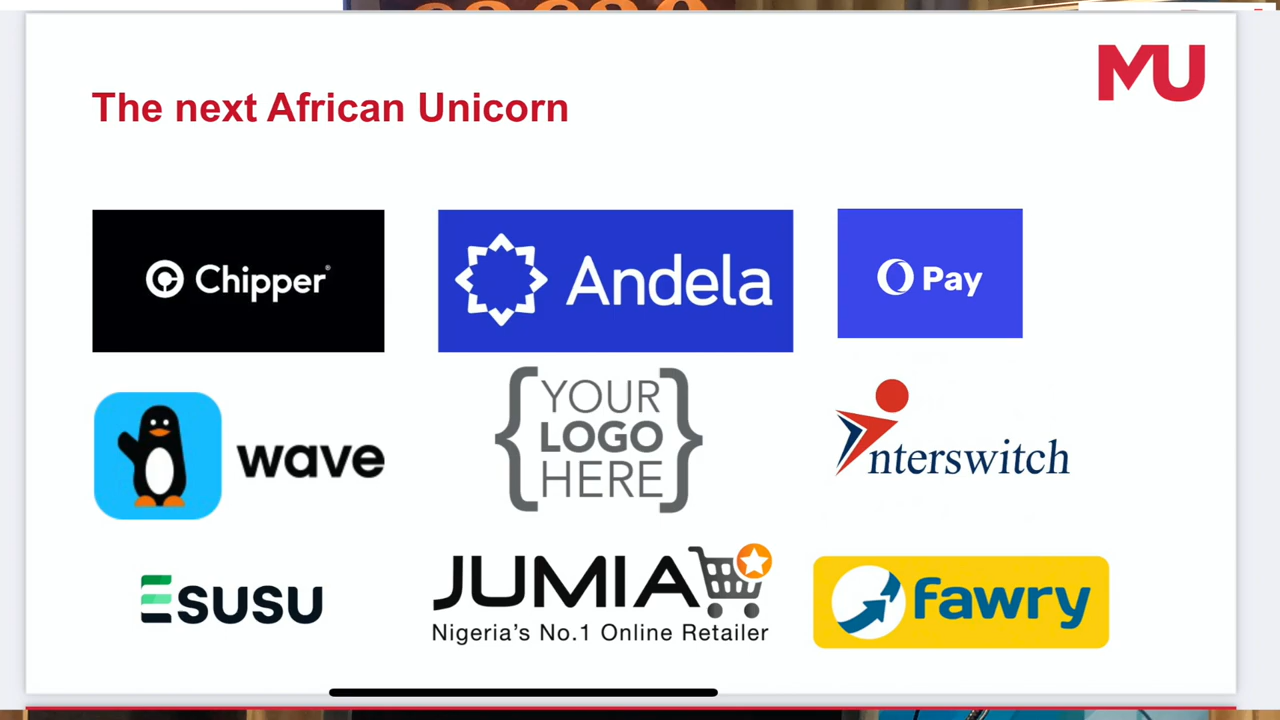 MU
The next African Unicorn
Chipper®
Andela
OPay
YOUR
LOGO
HERE
wave
nterswitch
Esusu
JUMIA
Nigeria's No.1 Online Retailer
fawry